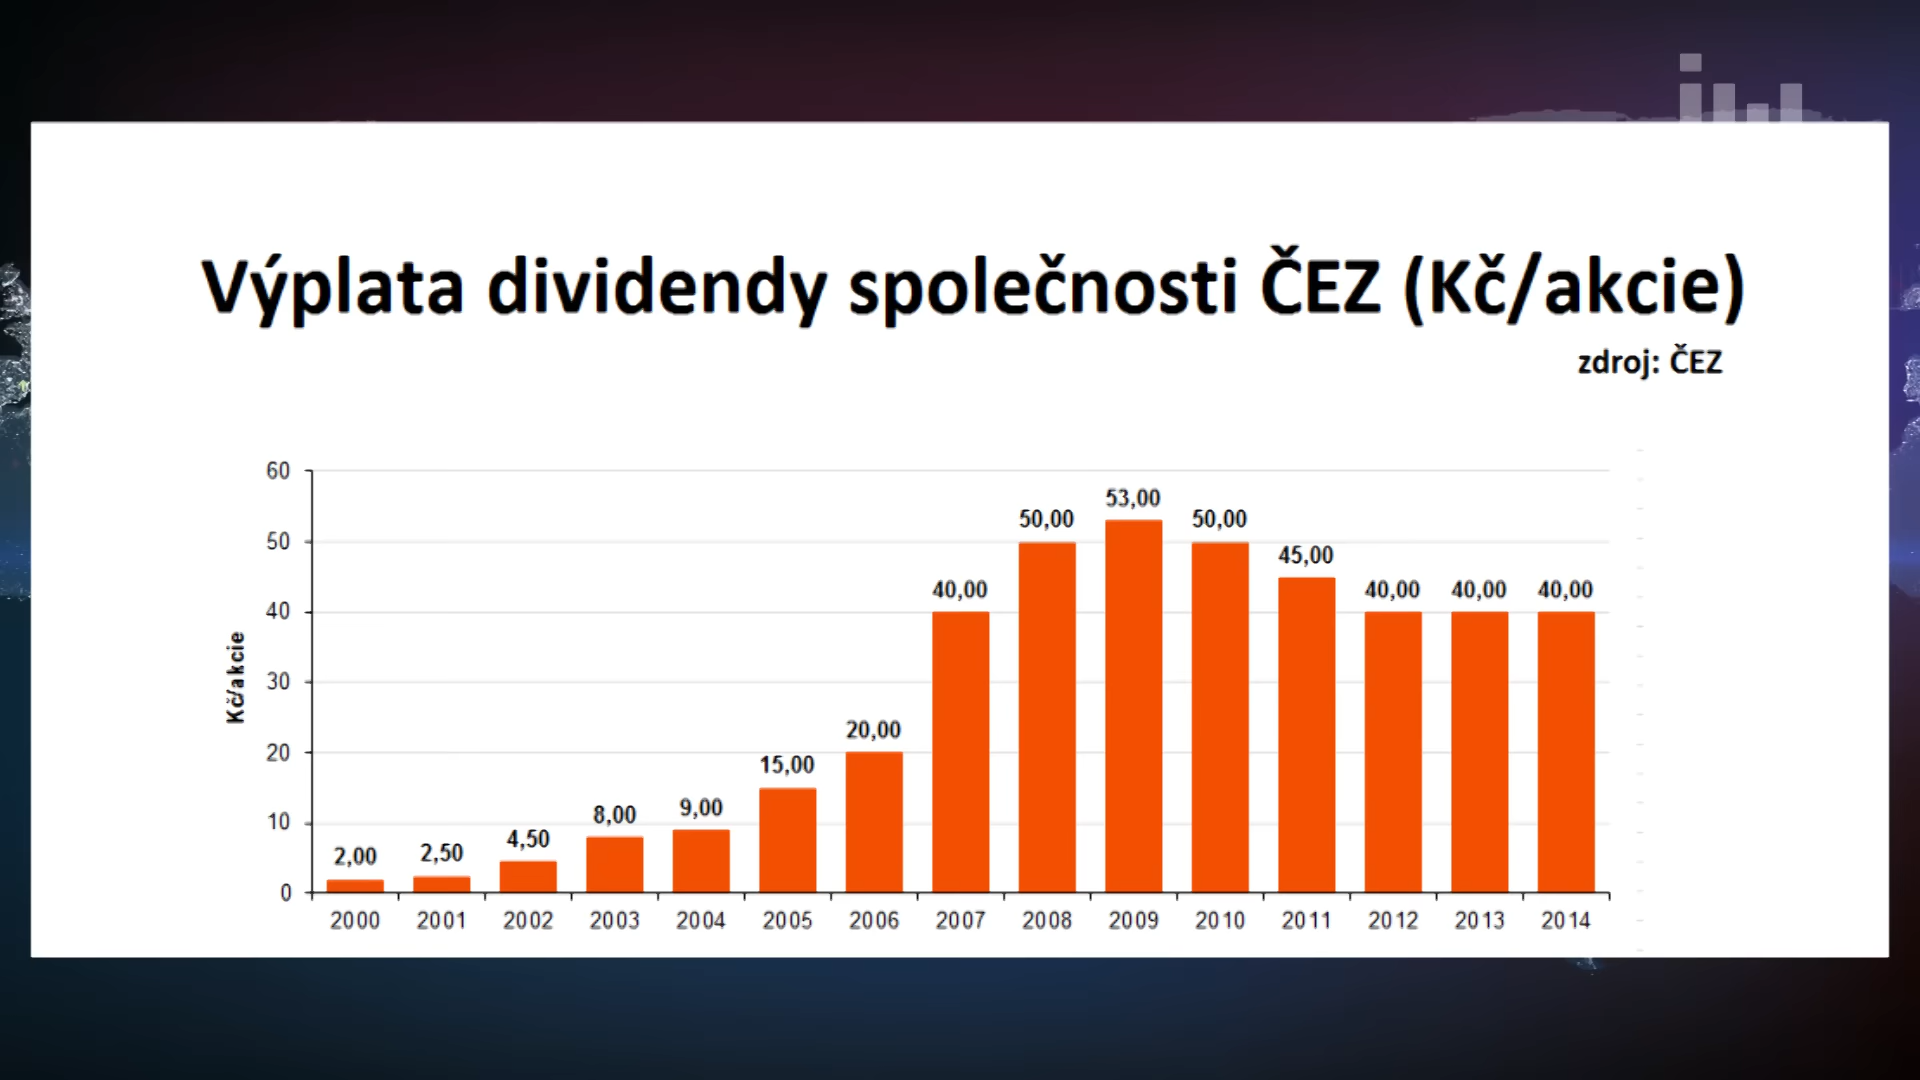 Výplata dividendy společnosti ČEZ (Kč/akcie)
zdroj: ČEZ
Kč/akcie
60
50
40
30
20
10
0
2,00 2,50 4,50 8,00 9,00 15,00 20,00 40,00 50,00 53,00 50,00 45,00 40,00 40,00 40,00
2000 2001 2002 2003 2004 2005 2006 2007 2008 2009 2010 2011 2012 2013 2014